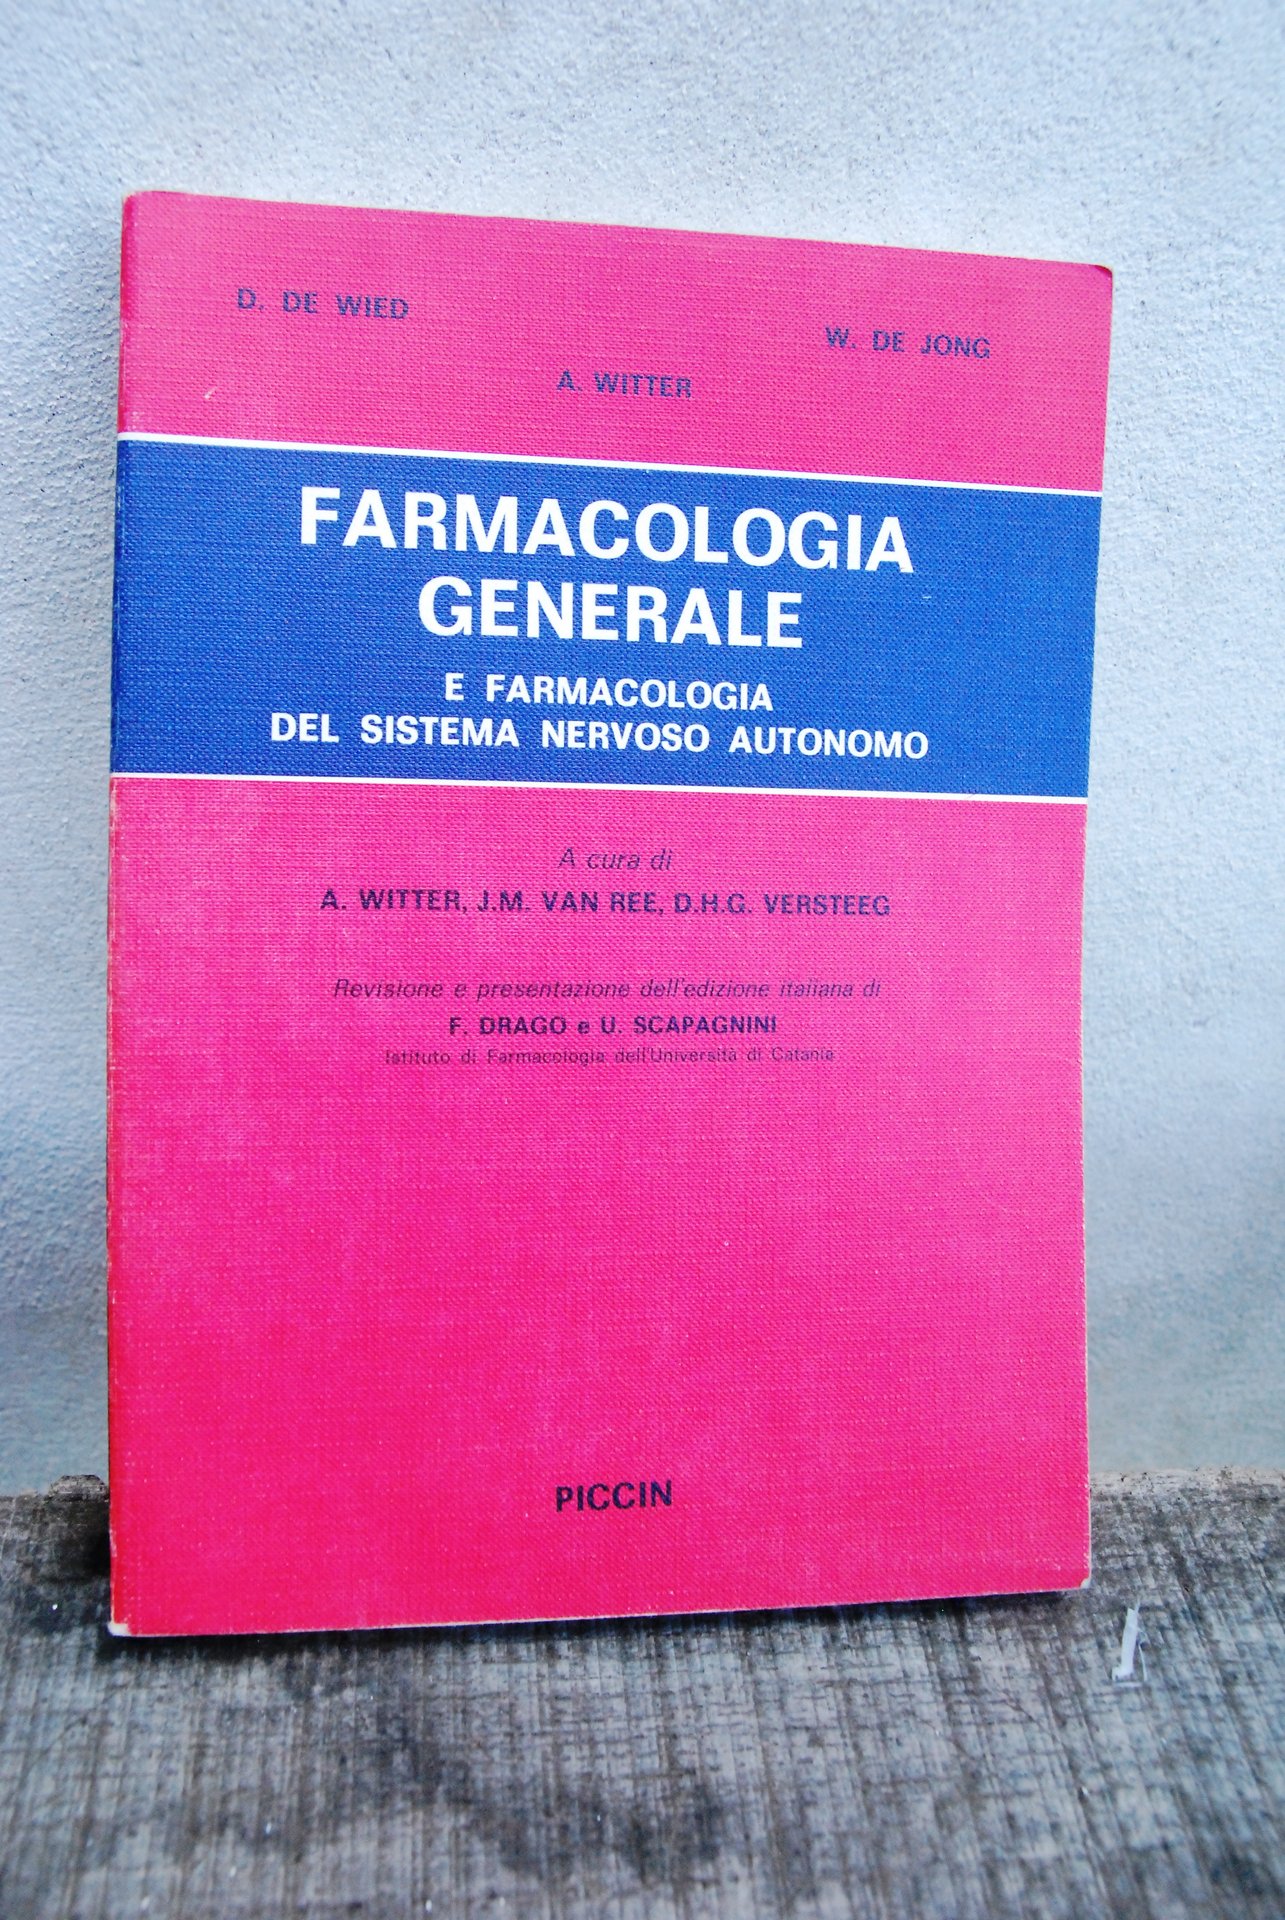 D. DE WIED
W. DE JONG
A. WITTER
FARMACOLOGIA
GENERALE
E FARMACOLOGIA
DEL SISTEMA NERVOSO AUTONOMO
A cura di
A. WITTER, J.M. VAN REE, D.H.G. VERSTEEG
Revisione e presentazione dell'edizione italiana di
F. DRAGO e U. SCAPAGNINI
Istituto di Farmacologia dell'Università di Catania
PICCIN